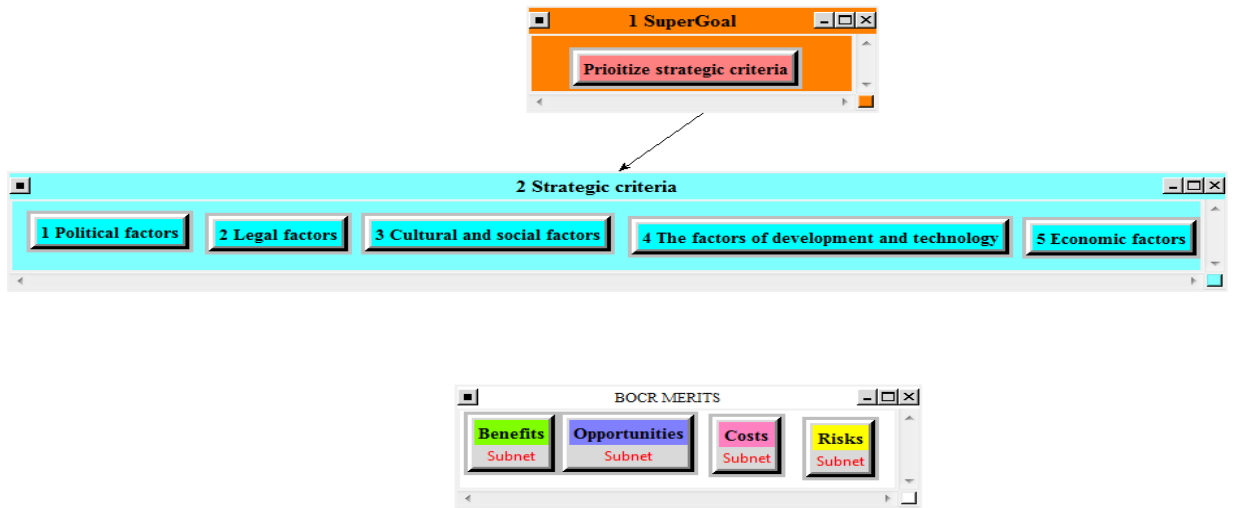 1 SuperGoal
Prioitize strategic criteria
2 Strategic criteria
1 Political factors
2 Legal factors
3 Cultural and social factors
4 The factors of development and technology
5 Economic factors
BOCR MERITS
Benefits
Subnet
Opportunities
Subnet
Costs
Subnet
Risks
Subnet